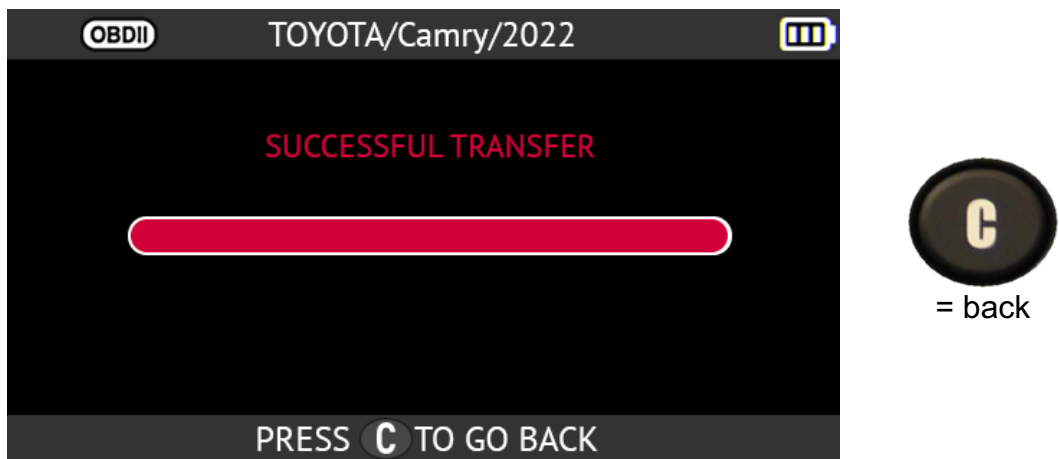 OBDII TOYOTA/Camry/2022
SUCCESSFUL TRANSFER
C
= back
PRESS C TO GO BACK